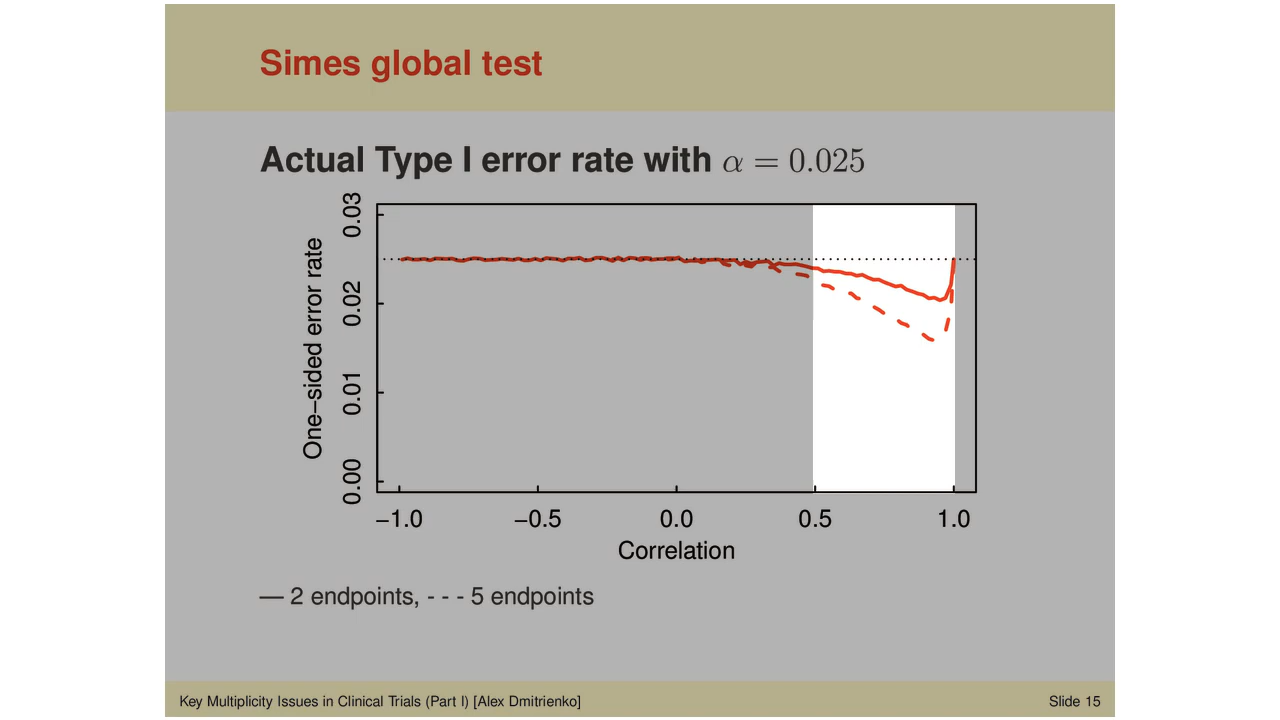 Simes global test
Actual Type I error rate with α = 0.025
One−sided error rate
0.03
0.02
0.01
0.00
−1.0
−0.5
0.0
0.5
1.0
Correlation
— 2 endpoints, - - - 5 endpoints
Key Multiplicity Issues in Clinical Trials (Part I) [Alex Dmitrienko]
Slide 15